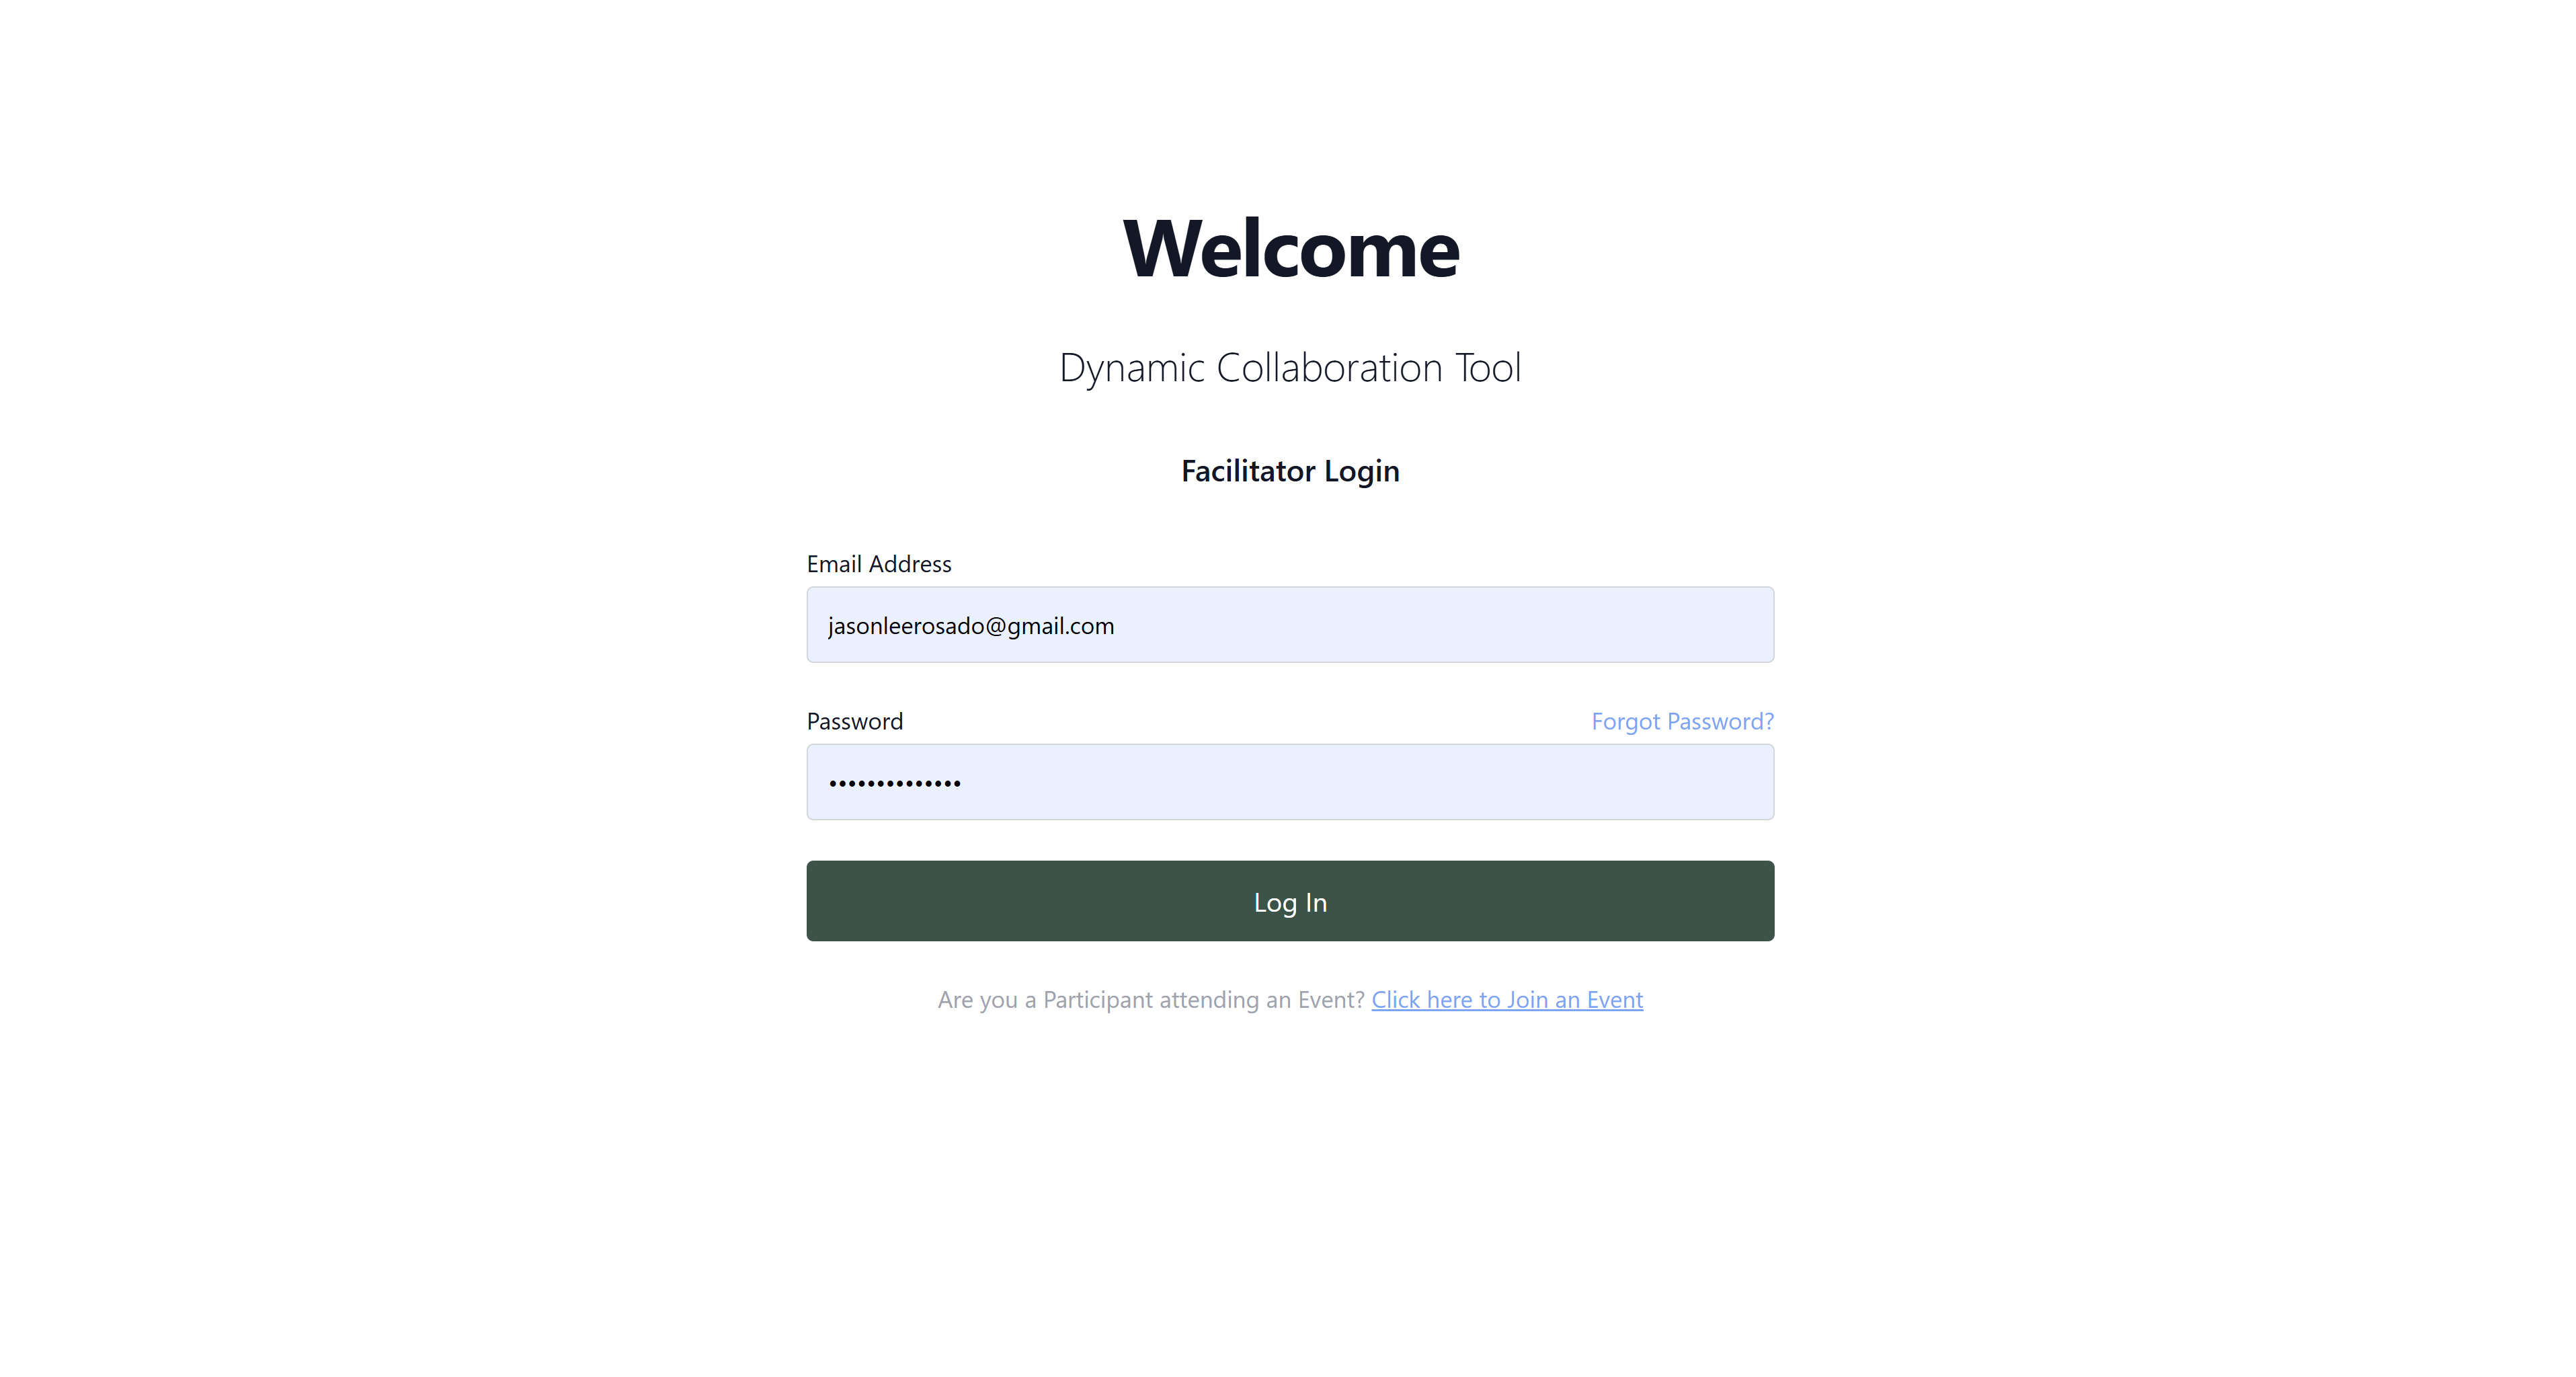 Welcome
Dynamic Collaboration Tool
Facilitator Login
Email Address
jasonleerosado@gmail.com
Password Forgot Password?
••••••••••••••
Log In
Are you a Participant attending an Event? Click here to Join an Event